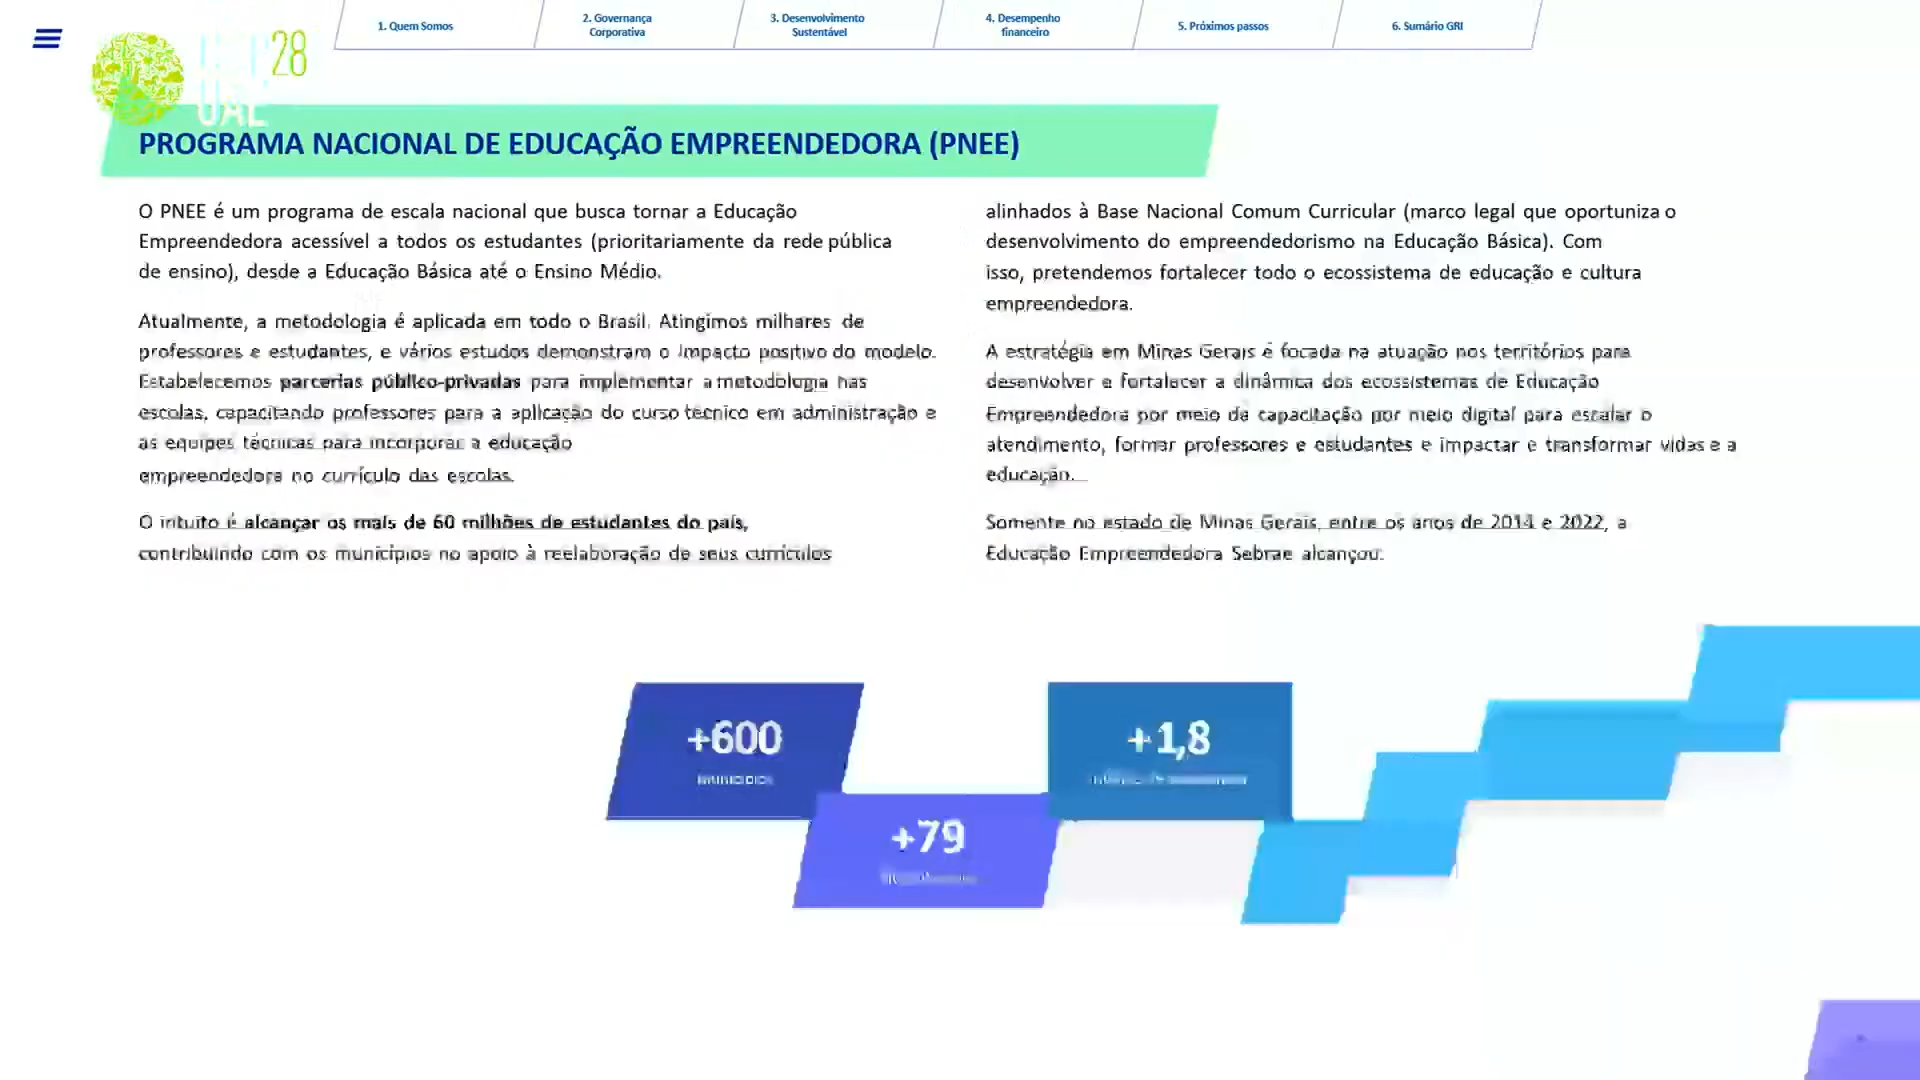 1. Quem Somos
2. Governança
Corporativa
3. Desenvolvimento
Sustentável
4. Desempenho
financeiro
5. Próximos passos
6. Sumário GRI
28
UAE
PROGRAMA NACIONAL DE EDUCAÇÃO EMPREENDEDORA (PNEE)
O PNEE é um programa de escala nacional que busca tornar a Educação
Empreendedora acessível a todos os estudantes (prioritariamente da rede pública
de ensino), desde a Educação Básica até o Ensino Médio.
Atualmente, a metodologia é aplicada em todo o Brasil. Atingimos milhares de
professores e estudantes, e vários estudos demonstram o impacto positivo do modelo.
Estabelecemos parcerias público-privadas para implementar a metodologia nas
escolas, capacitando professores para a aplicação do curso técnico em administração e
as equipes técnicas para incorporar a educação
empreendedora no currículo das escolas.
O intuito é alcançar os mais de 60 milhões de estudantes do país,
contribuindo com os municípios no apoio à reelaboração de seus currículos
alinhados à Base Nacional Comum Curricular (marco legal que oportuniza o
desenvolvimento do empreendedorismo na Educação Básica). Com
isso, pretendemos fortalecer todo o ecossistema de educação e cultura
empreendedora.
A estratégia em Minas Gerais é focada na atuação nos territórios para
desenvolver e fortalecer a dinâmica dos ecossistemas de Educação
Empreendedora por meio da capacitação por meio digital para escalar o
atendimento, formar professores e estudantes e impactar e transformar vidas e a
educação.
Somente no estado de Minas Gerais, entre os anos de 2014 e 2022, a
Educação Empreendedora Sebrae alcançou:
+600
municípios
+1,8
+79